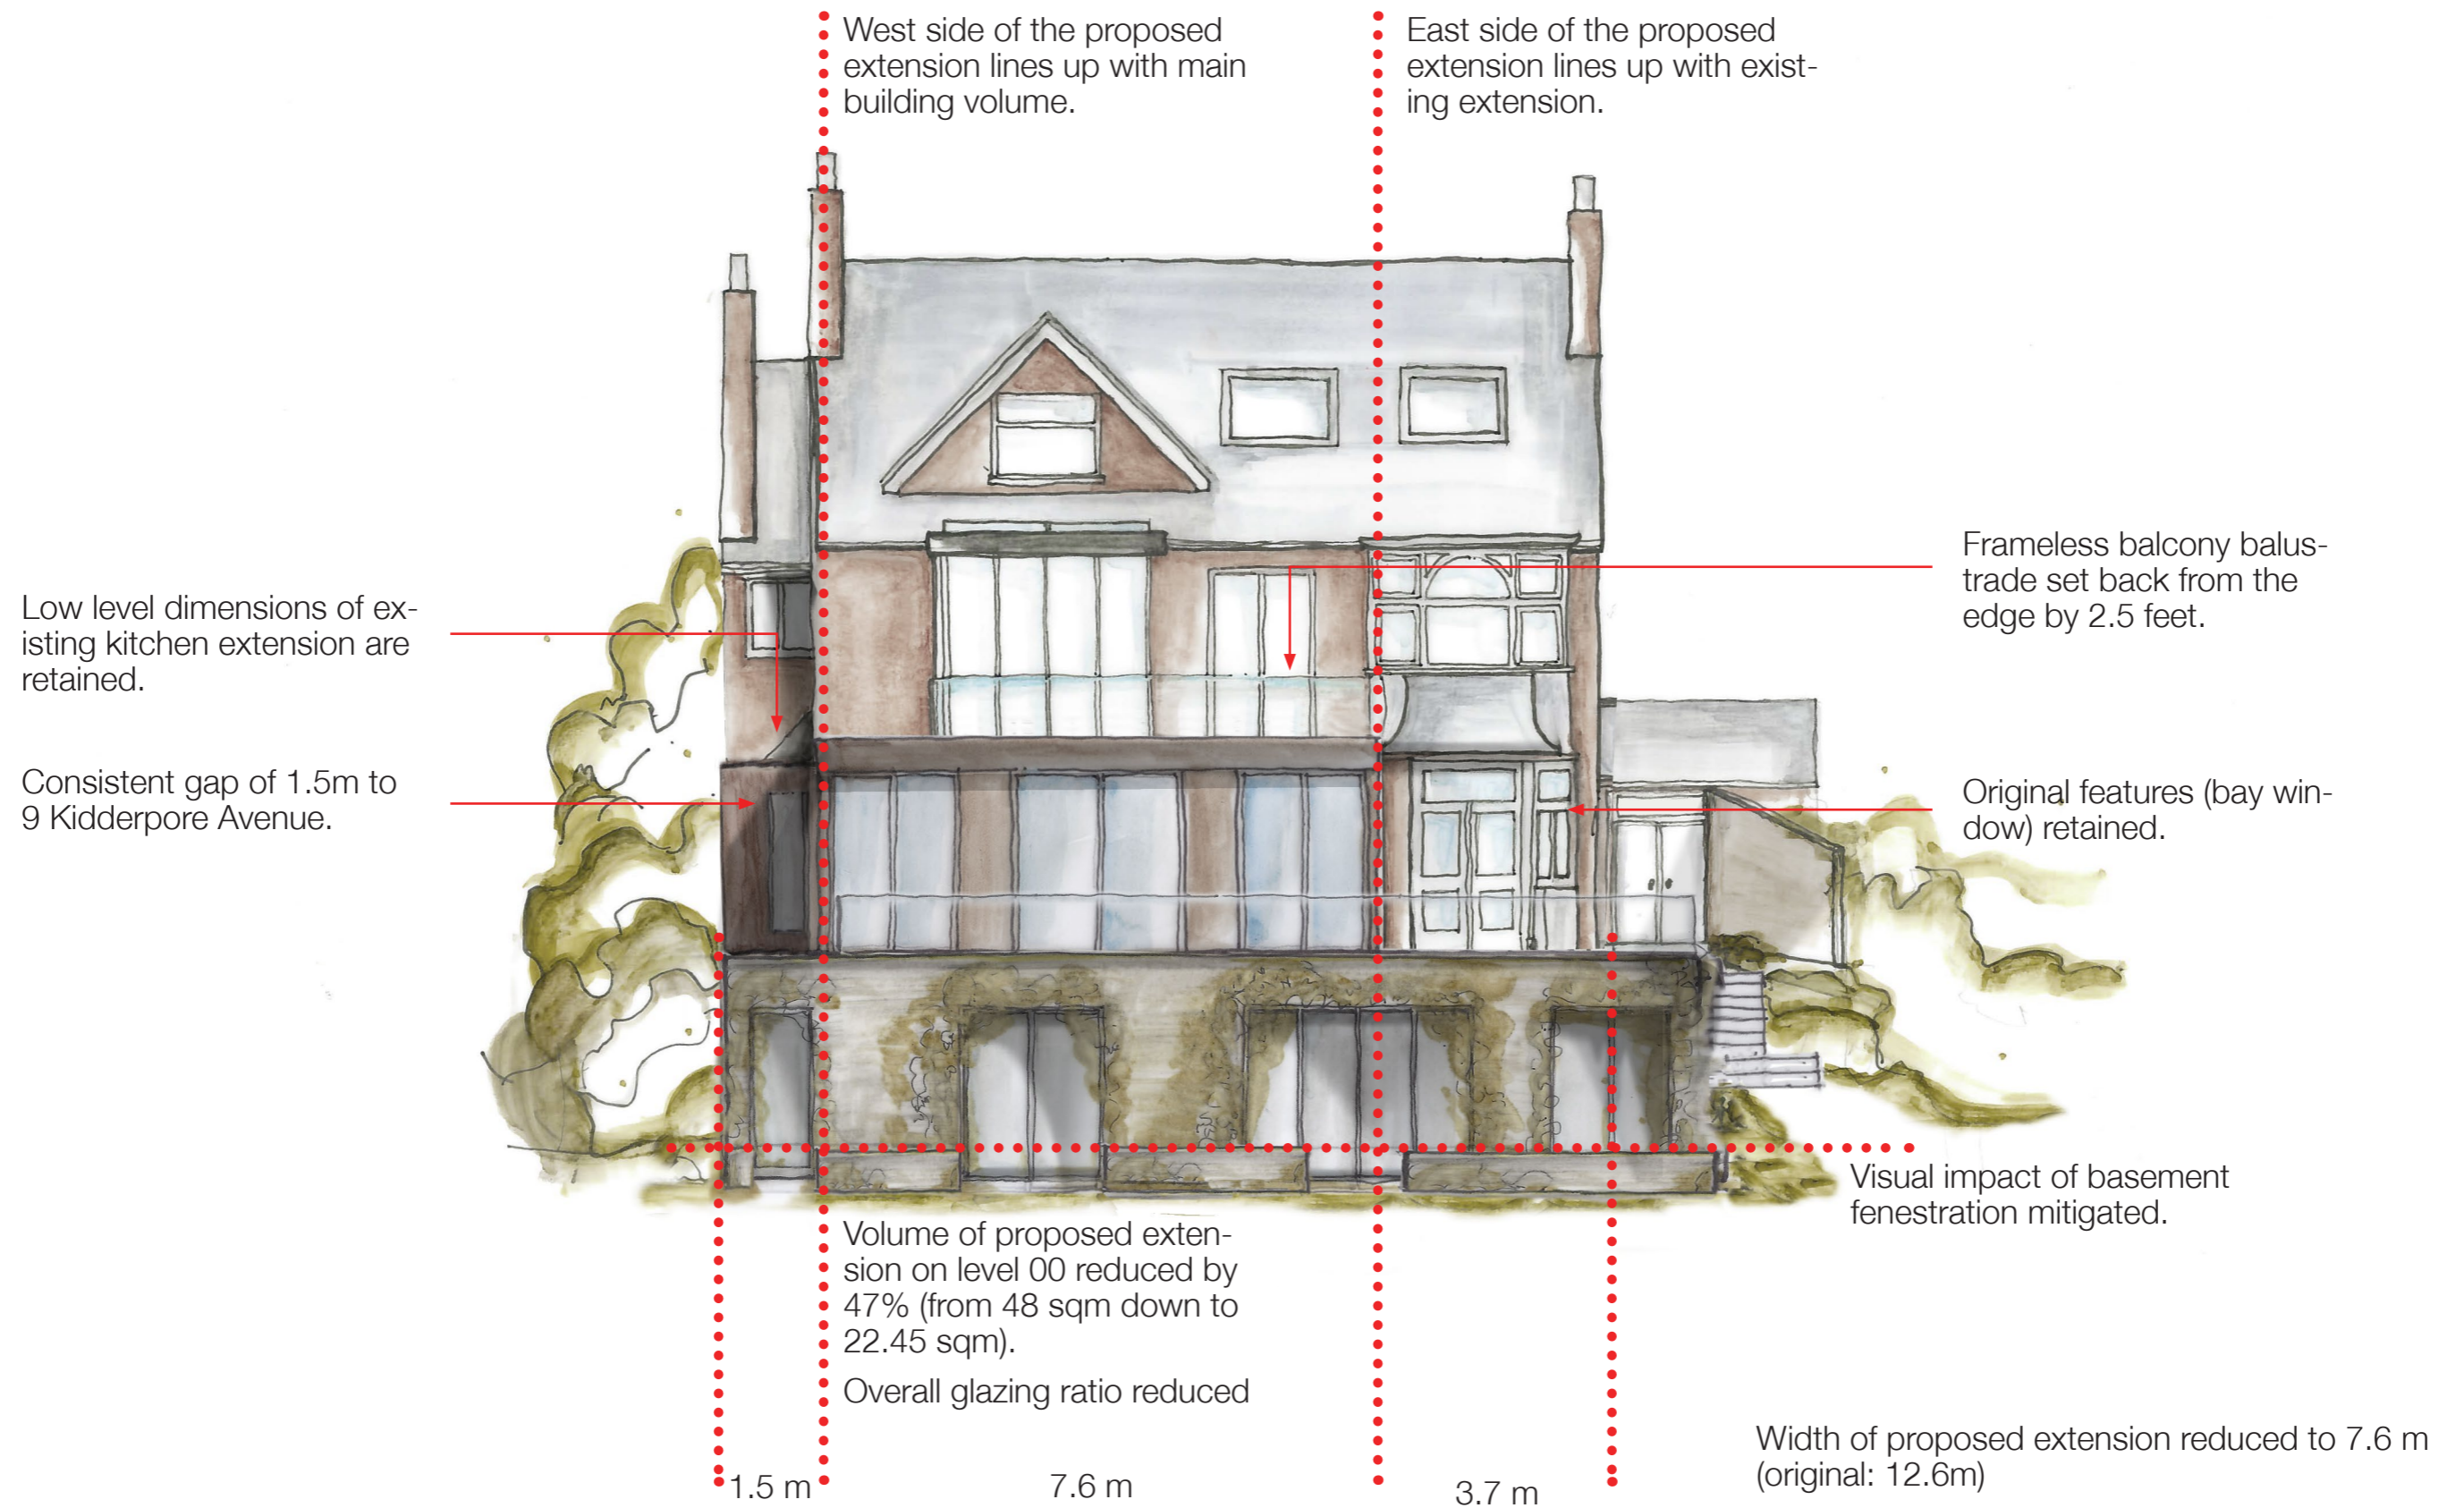 West side of the proposed
extension lines up with main
building volume.
East side of the proposed
extension lines up with exist-
ing extension.
Frameless balcony balus-
trade set back from the
edge by 2.5 feet.
Low level dimensions of ex-
isting kitchen extension are
retained.
Consistent gap of 1.5m to
9 Kidderpore Avenue.
Original features (bay win-
dow) retained.
Visual impact of basement
fenestration mitigated.
Volume of proposed exten-
sion on level 00 reduced by
47% (from 48 sqm down to
22.45 sqm).
Overall glazing ratio reduced
Width of proposed extension reduced to 7.6 m
(original: 12.6m)
1.5 m
7.6 m
3.7 m